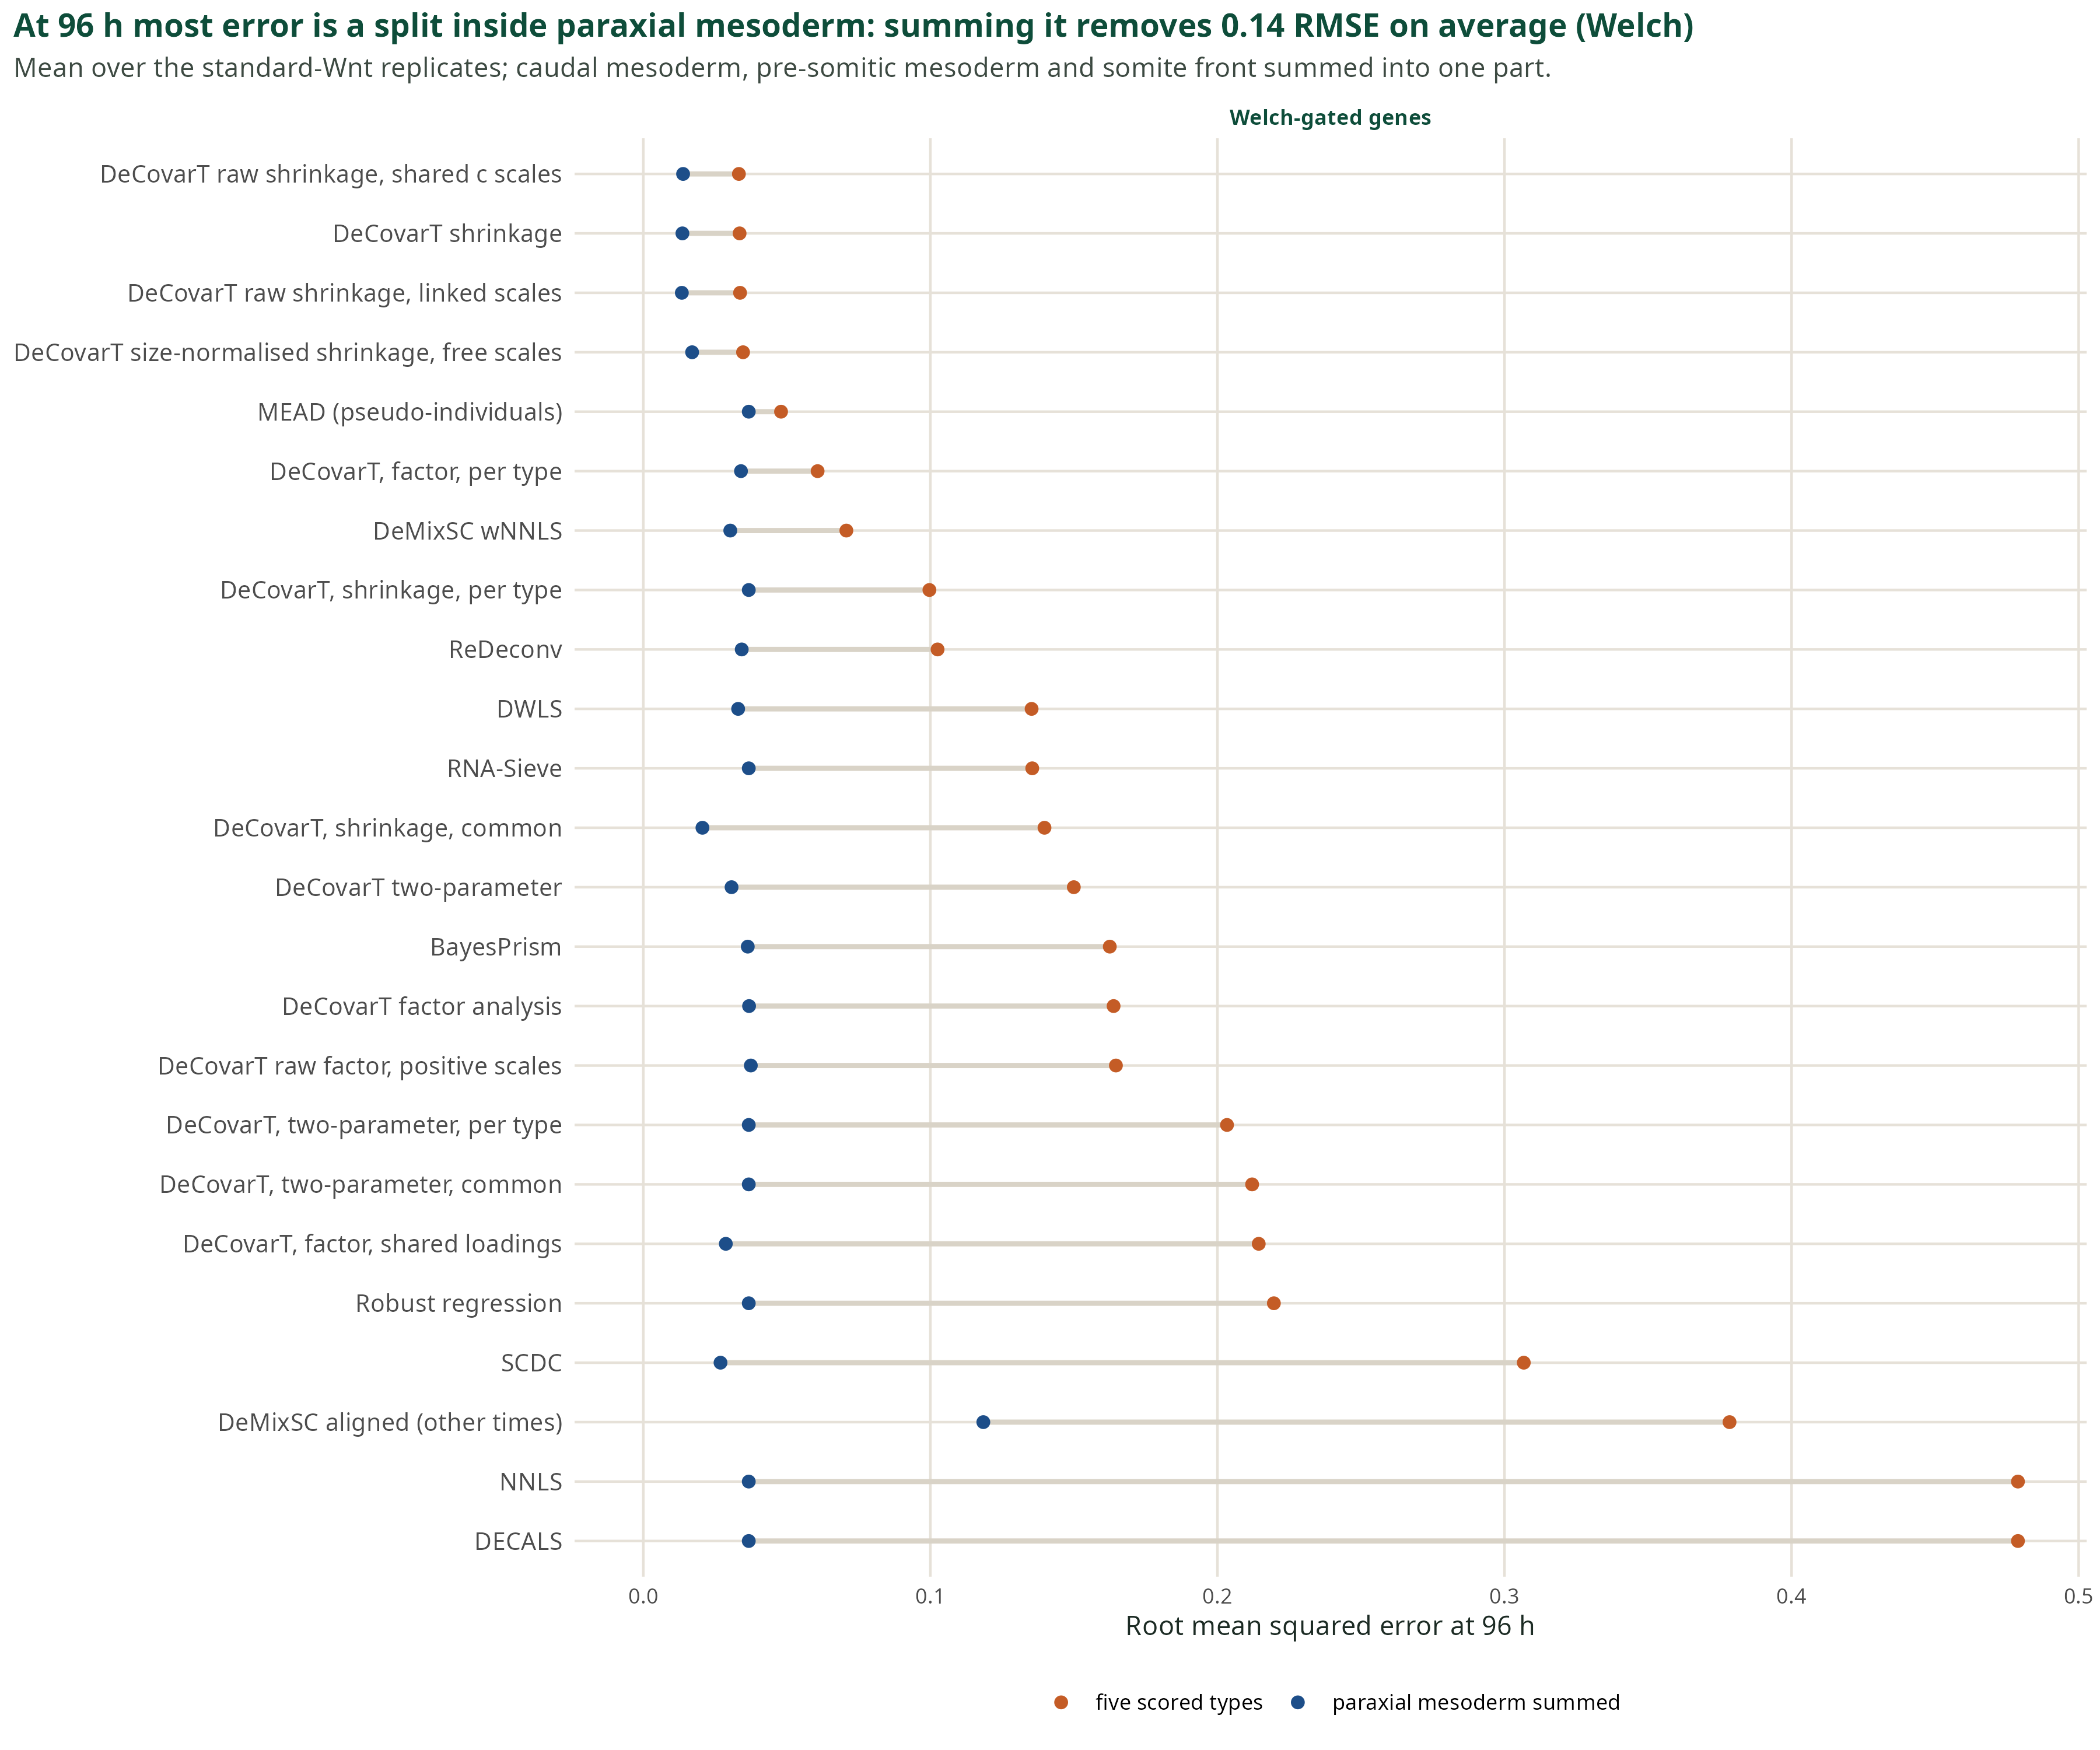 At 96 h most error is a split inside paraxial mesoderm: summing it removes 0.14 RMSE on average (Welch)
Mean over the standard-Wnt replicates; caudal mesoderm, pre-somitic mesoderm and somite front summed into one part.
Welch-gated genes
DeCovarT raw shrinkage, shared c scales
DeCovarT shrinkage
DeCovarT raw shrinkage, linked scales
DeCovarT size-normalised shrinkage, free scales
MEAD (pseudo-individuals)
DeCovarT, factor, per type
DeMixSC wNNLS
DeCovarT, shrinkage, per type
ReDeconv
DWLS
RNA-Sieve
DeCovarT, shrinkage, common
DeCovarT two-parameter
BayesPrism
DeCovarT factor analysis
DeCovarT raw factor, positive scales
DeCovarT, two-parameter, per type
DeCovarT, two-parameter, common
DeCovarT, factor, shared loadings
Robust regression
SCDC
DeMixSC aligned (other times)
NNLS
DECALS
0.0 0.1 0.2 0.3 0.4 0.5
Root mean squared error at 96 h
five scored types paraxial mesoderm summed